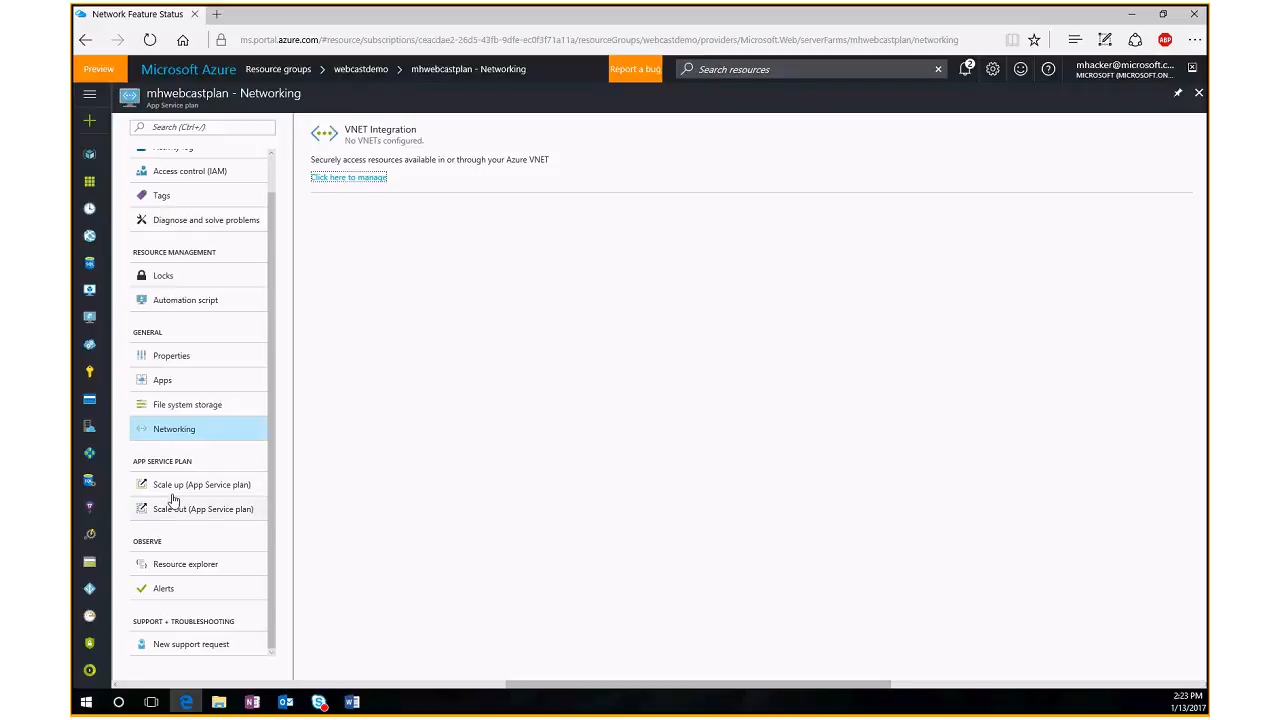 Network Feature Status
ms.portal.azure.com/#resource/subscriptions/ceacdae2-26d5-43fb-9dfe-ec0f3f71a11a/resourceGroups/webcastdemo/providers/Microsoft.Web/serverFarms/mhwebcastplan/networking
ABP
Preview
Microsoft Azure
Resource groups > webcastdemo > mhwebcastplan - Networking
Report a bug
Search resources
2
mhacker@microsoft.c...
MICROSOFT (MICROSOFT.ON...
mhwebcastplan - Networking
App Service plan
Search (Ctrl+/)
Access control (IAM)
Tags
Diagnose and solve problems
RESOURCE MANAGEMENT
Locks
Automation script
GENERAL
Properties
Apps
File system storage
Networking
APP SERVICE PLAN
Scale up (App Service plan)
Scale out (App Service plan)
OBSERVE
Resource explorer
Alerts
SUPPORT + TROUBLESHOOTING
New support request
VNET Integration
No VNETs configured.
Securely access resources available in or through your Azure VNET
Click here to manage
2:23 PM
1/13/2017